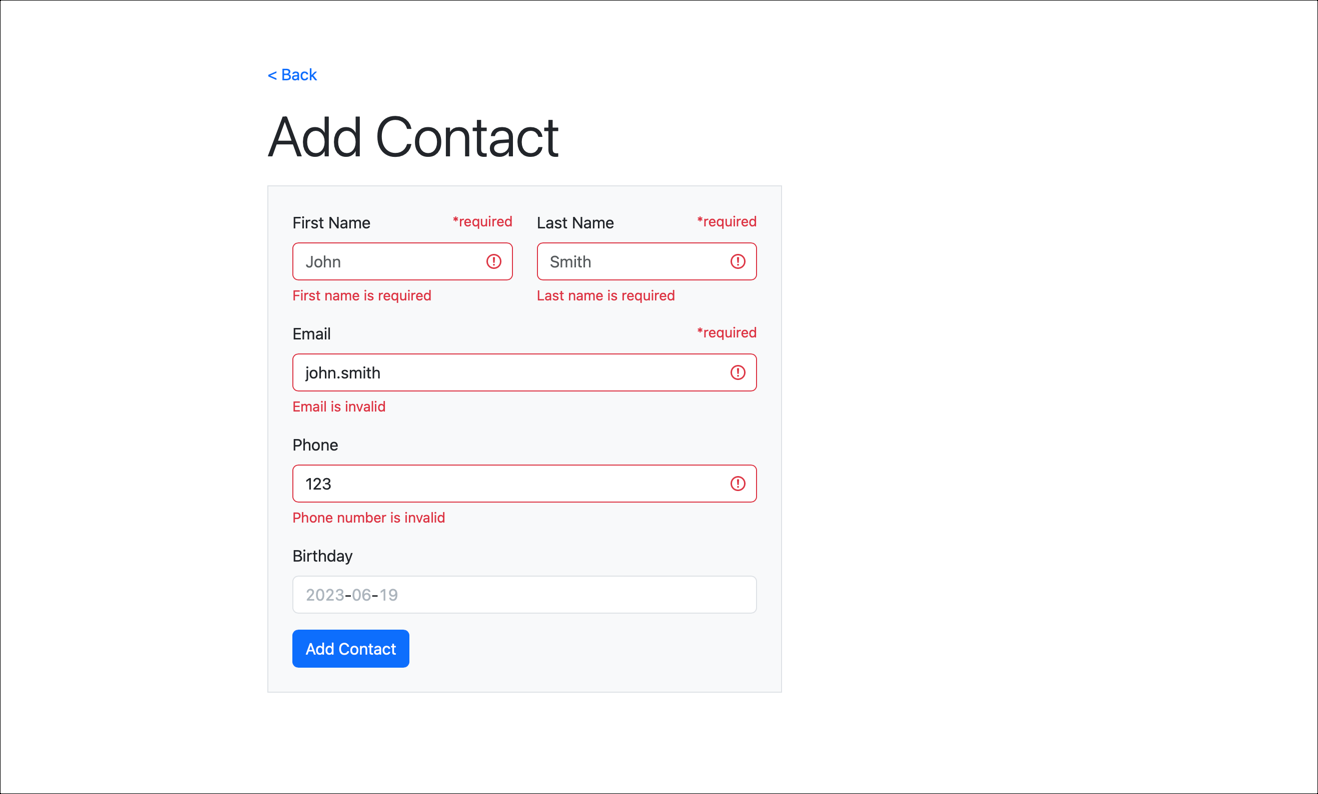 < Back
Add Contact
First Name *required Last Name *required
John Smith
First name is required Last name is required
Email *required
john.smith
Email is invalid
Phone
123
Phone number is invalid
Birthday
2023-06-19
Add Contact